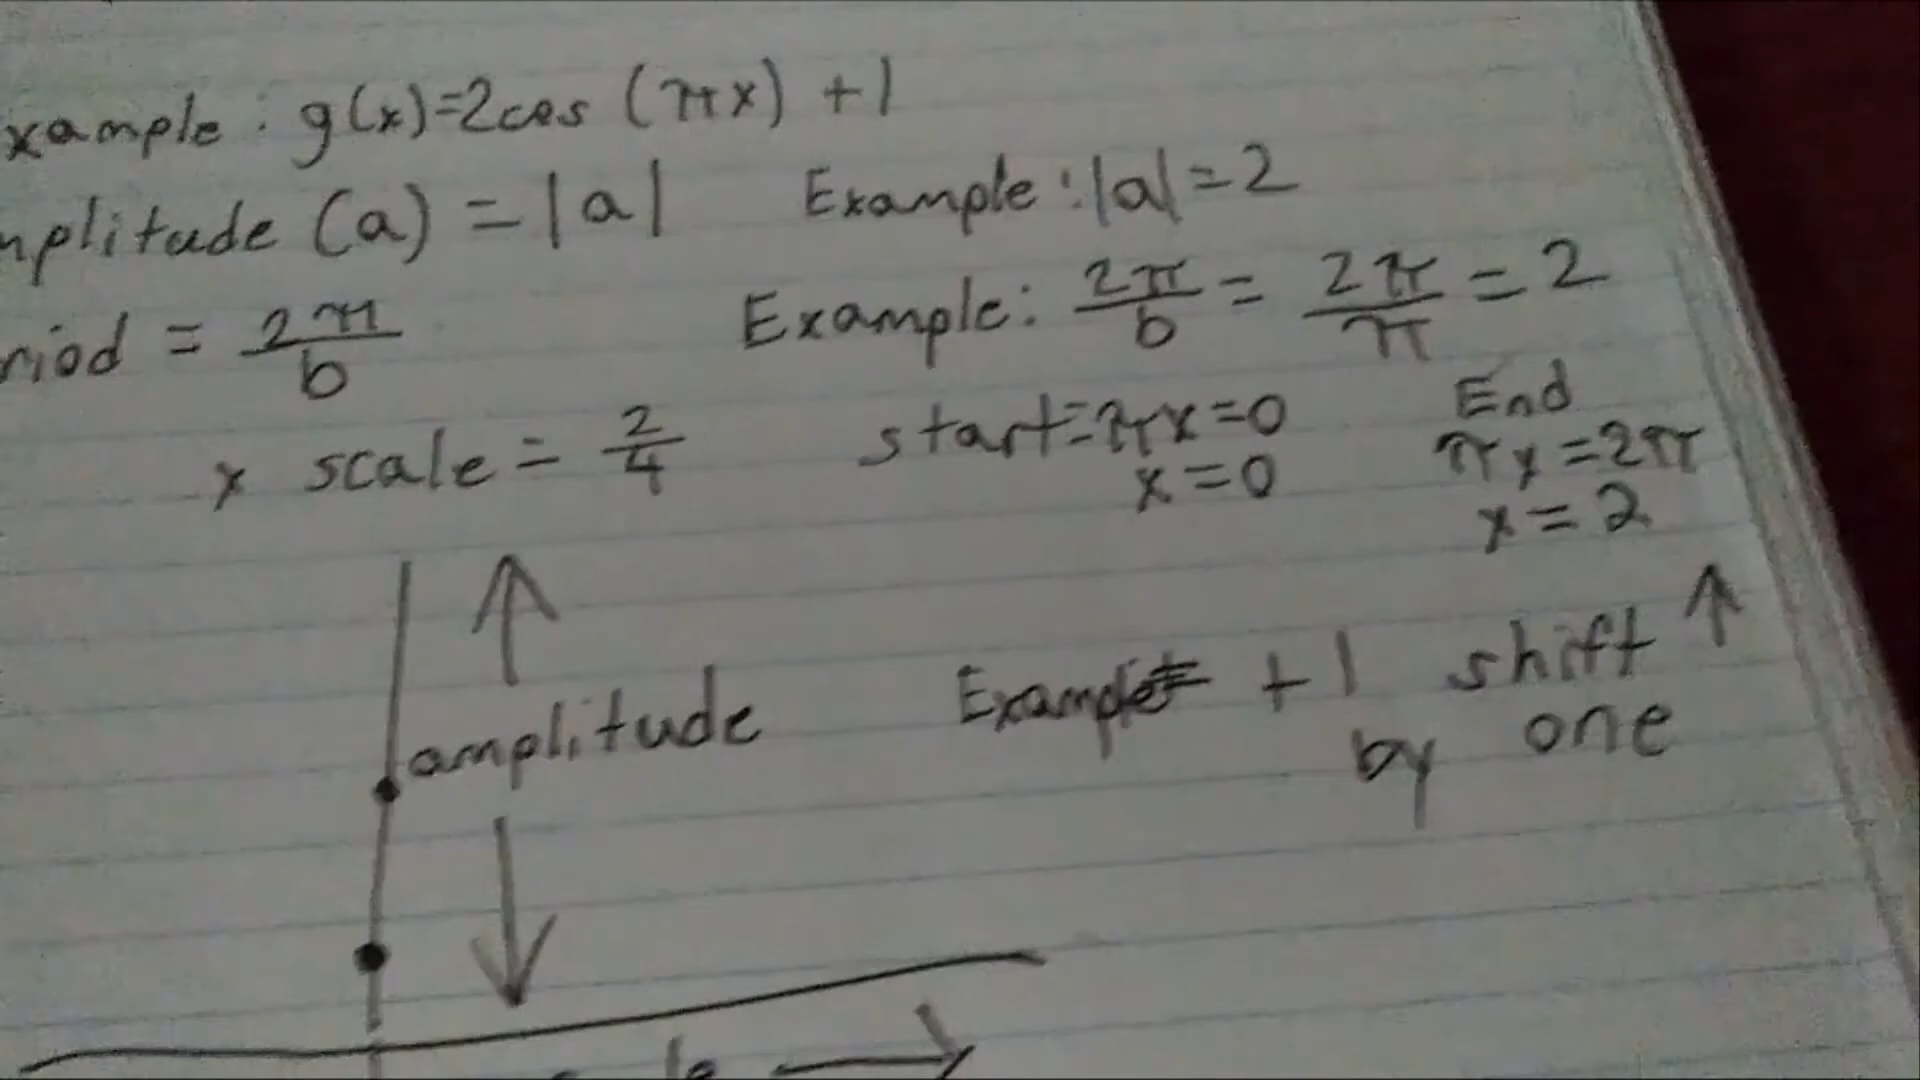 xample: g(x)=2cos (πx) +1
mplitude (a) = |a| Example: |a|=2
riod = 2π/b Example: 2π/b = 2π/π = 2
x scale = 2/4 start=πx=0 End
x=0 πx=2π
x=2
amplitude Example= +1 shift ↑
by one